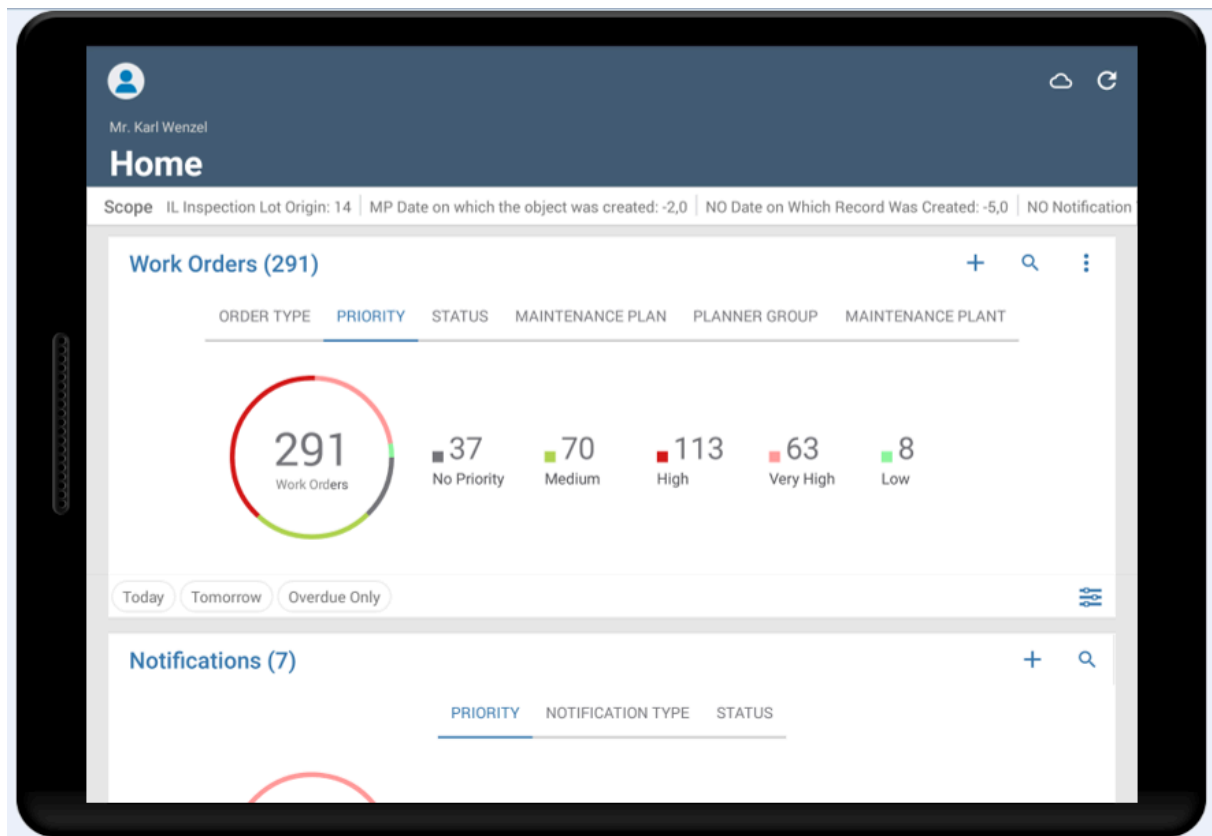 Mr. Karl Wenzel
Home
Scope IL Inspection Lot Origin: 14 MP Date on which the object was created: -2,0 NO Date on Which Record Was Created: -5,0 NO Notification
Work Orders (291)
ORDER TYPE PRIORITY STATUS MAINTENANCE PLAN PLANNER GROUP MAINTENANCE PLANT
291 37 70 113 63 8
Work Orders No Priority Medium High Very High Low
Today Tomorrow Overdue Only
Notifications (7)
PRIORITY NOTIFICATION TYPE STATUS